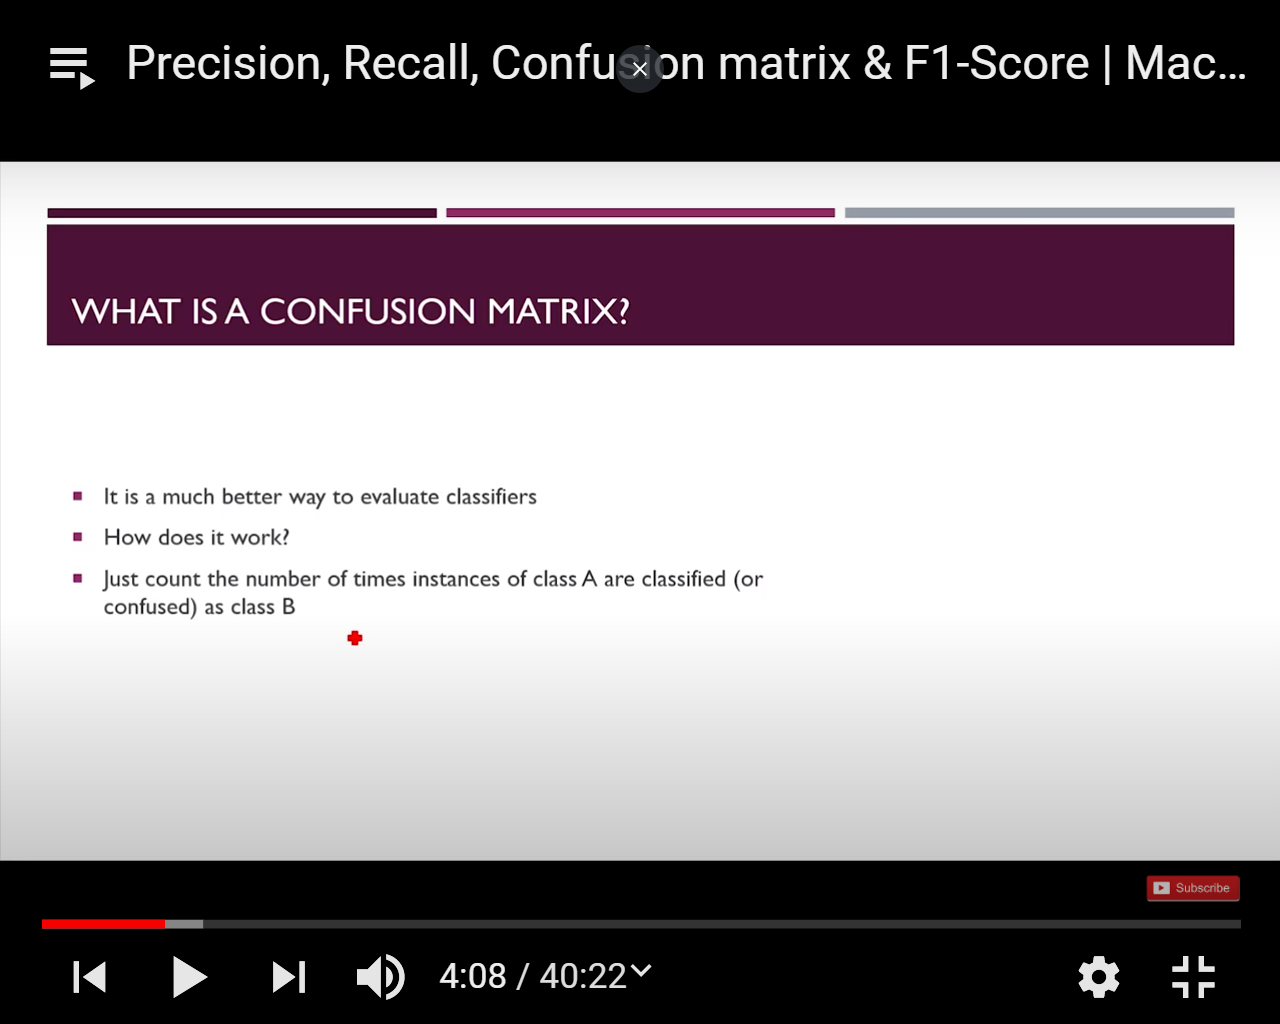 Precision, Recall, Confusion matrix & F1-Score | Mac...
WHAT IS A CONFUSION MATRIX?
It is a much better way to evaluate classifiers
How does it work?
Just count the number of times instances of class A are classified (or
confused) as class B
Subscribe
4:08 / 40:22